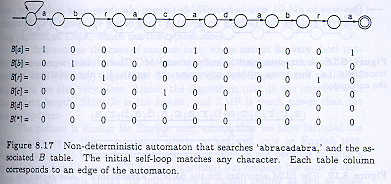 a b r a c a d a b r a
B[a] = 1 0 0 1 0 1 0 1 0 0 1
B[b] = 0 1 0 0 0 0 0 0 1 0 0
B[r] = 0 0 1 0 0 0 0 0 0 1 0
B[c] = 0 0 0 0 1 0 0 0 0 0 0
B[d] = 0 0 0 0 0 0 1 0 0 0 0
B[*] = 0 0 0 0 0 0 0 0 0 0 0
Figure 8.17 Non-deterministic automaton that searches 'abracadabra,' and the as-
sociated B table. The initial self-loop matches any character. Each table column
corresponds to an edge of the automaton.